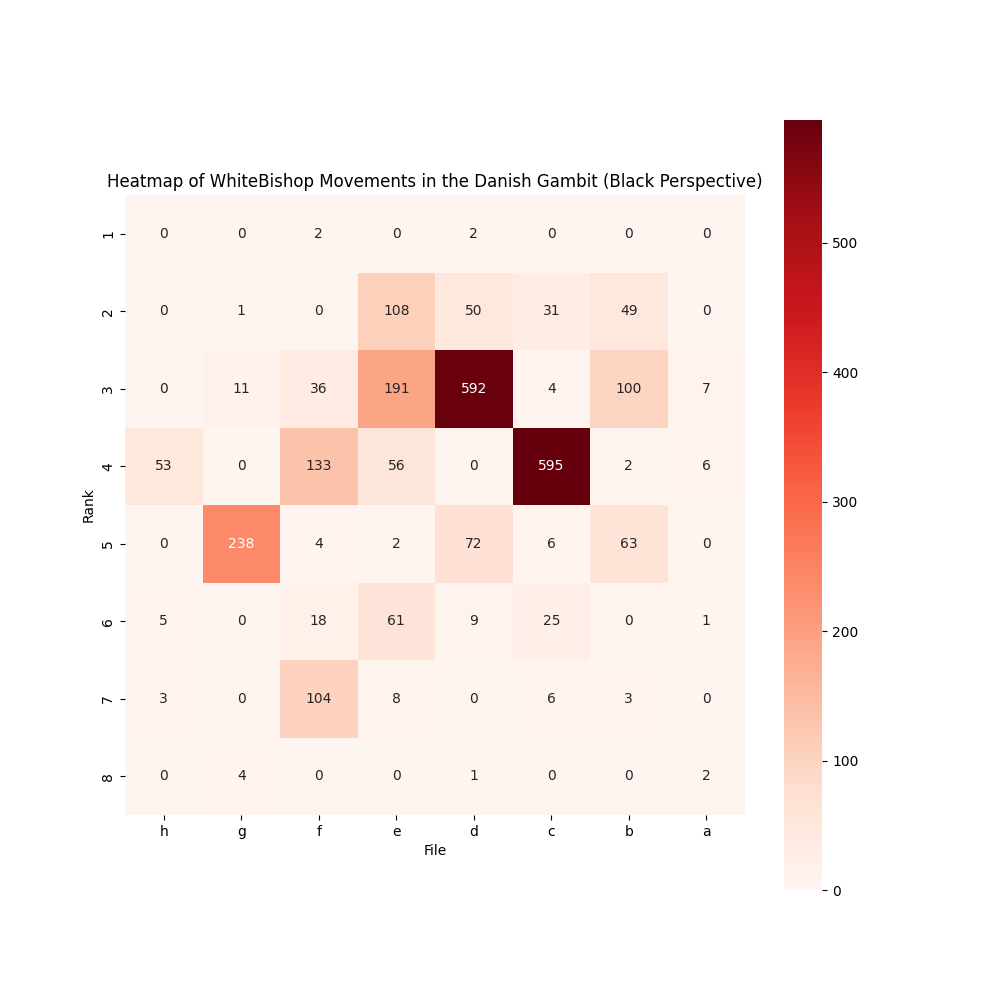 Heatmap of WhiteBishop Movements in the Danish Gambit (Black Perspective)
1 0 0 2 0 2 0 0 0
2 0 1 0 108 50 31 49 0
3 0 11 36 191 592 4 100 7
4 53 0 133 56 0 595 2 6
Rank
5 0 238 4 2 72 6 63 0
6 5 0 18 61 9 25 0 1
7 3 0 104 8 0 6 3 0
8 0 4 0 0 1 0 0 2
h g f e d c b a
File
500
400
300
200
100
0